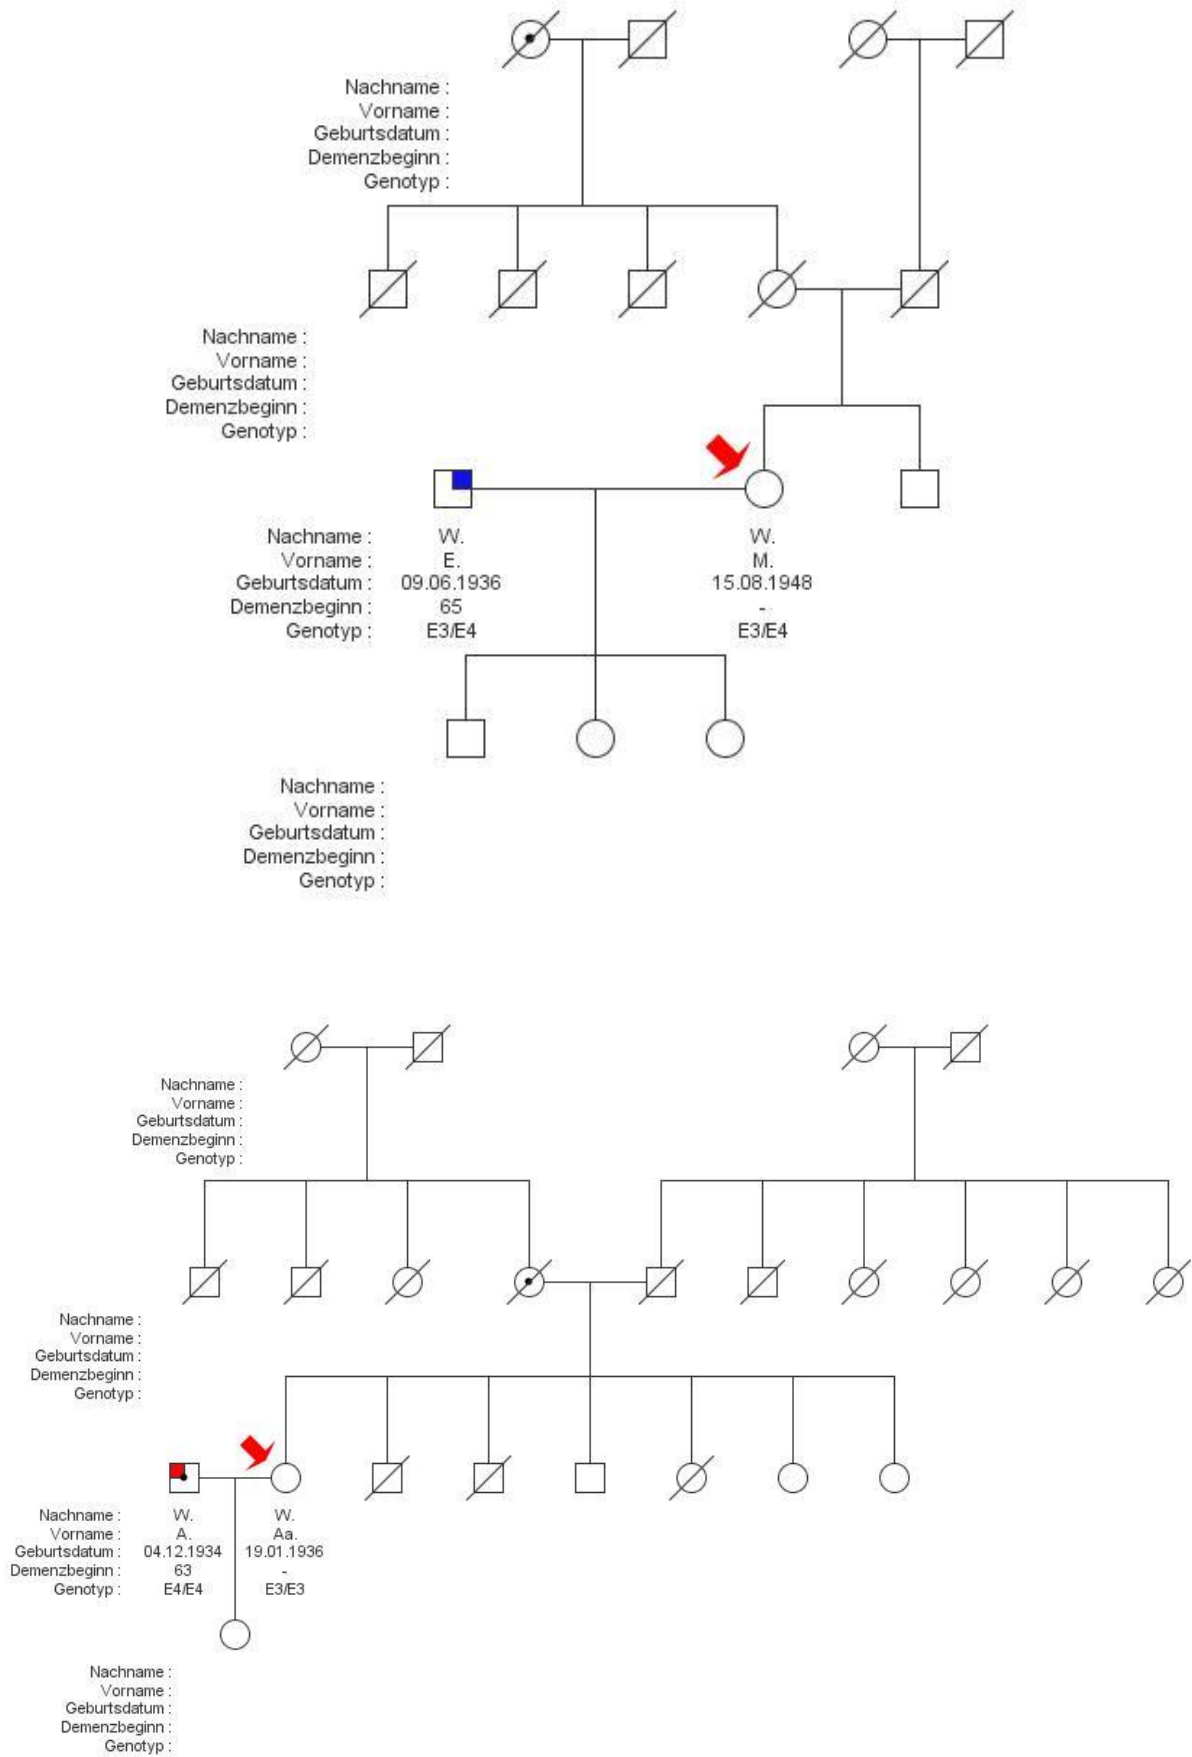 Nachname :
Vorname :
Geburtsdatum :
Demenzbeginn :
Genotyp :
Nachname :
Vorname :
Geburtsdatum :
Demenzbeginn :
Genotyp :
Nachname : W. W.
Vorname : E. M.
Geburtsdatum : 09.06.1936 15.08.1948
Demenzbeginn : 65 -
Genotyp : E3/E4 E3/E4
Nachname :
Vorname :
Geburtsdatum :
Demenzbeginn :
Genotyp :
Nachname :
Vorname :
Geburtsdatum :
Demenzbeginn :
Genotyp :
Nachname :
Vorname :
Geburtsdatum :
Demenzbeginn :
Genotyp :
Nachname : W. W.
Vorname : A. Aa.
Geburtsdatum : 04.12.1934 19.01.1936
Demenzbeginn : 63 -
Genotyp : E4/E4 E3/E3
Nachname :
Vorname :
Geburtsdatum :
Demenzbeginn :
Genotyp :